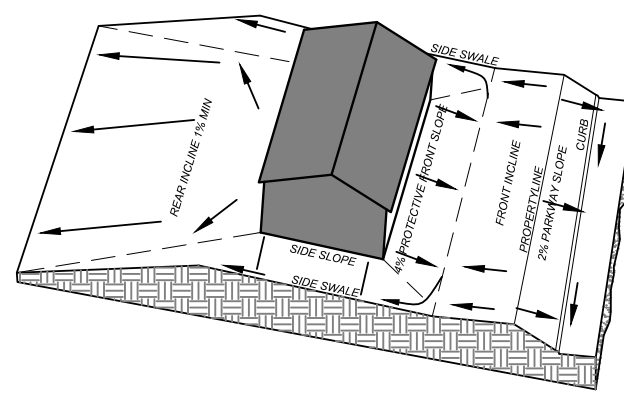 SIDE SWALE
REAR INCLINE 1% MIN
4% PROTECTIVE FRONT SLOPE
FRONT INCLINE
PROPERTYLINE
2% PARKWAY SLOPE
CURB
SIDE SLOPE
SIDE SWALE